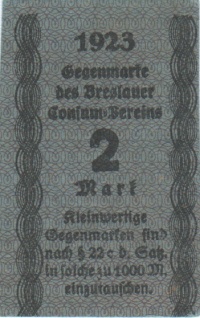 1923
Gegenmarke
des Breslauer
Consum-Vereins
2
Mark
Kleinwertige
Gegenmarken sind
nach § 22 c d. Satz.
in solche zu 1000 M.
einzutauschen.